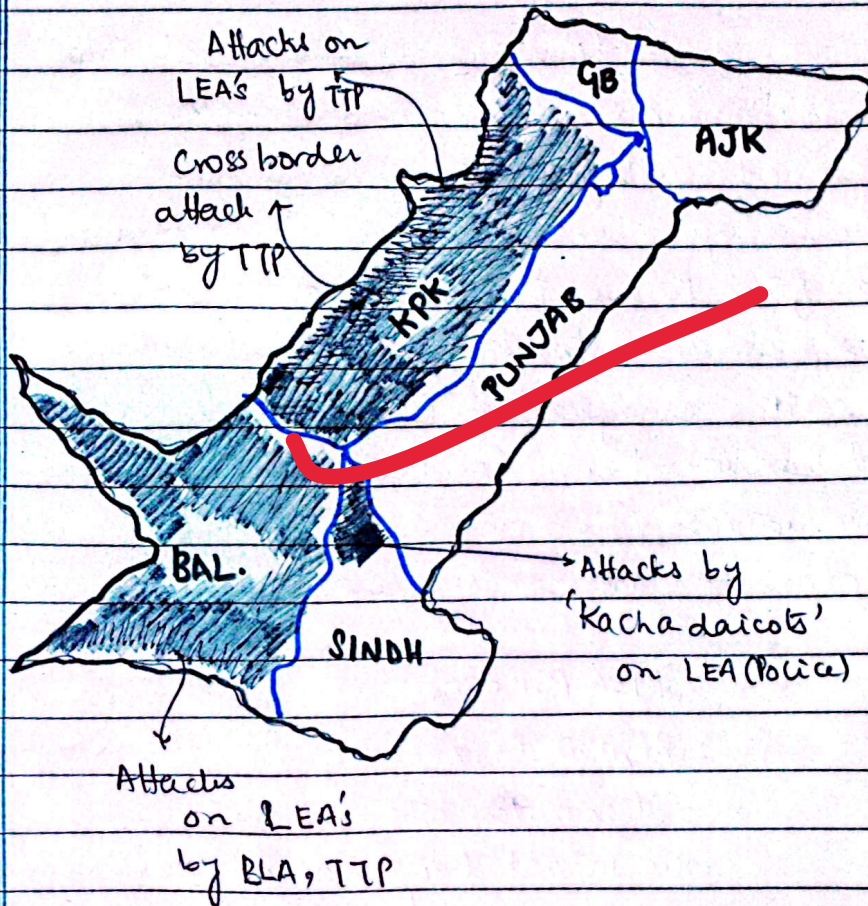 Attacks on
LEA's by TTP
Cross border
attack
by TTP
GB
AJK
KPK
PUNJAB
BAL.
SINDH
Attacks by
'Kacha daicots'
on LEA (Police)
Attacks
on LEA's
by BLA, TTP